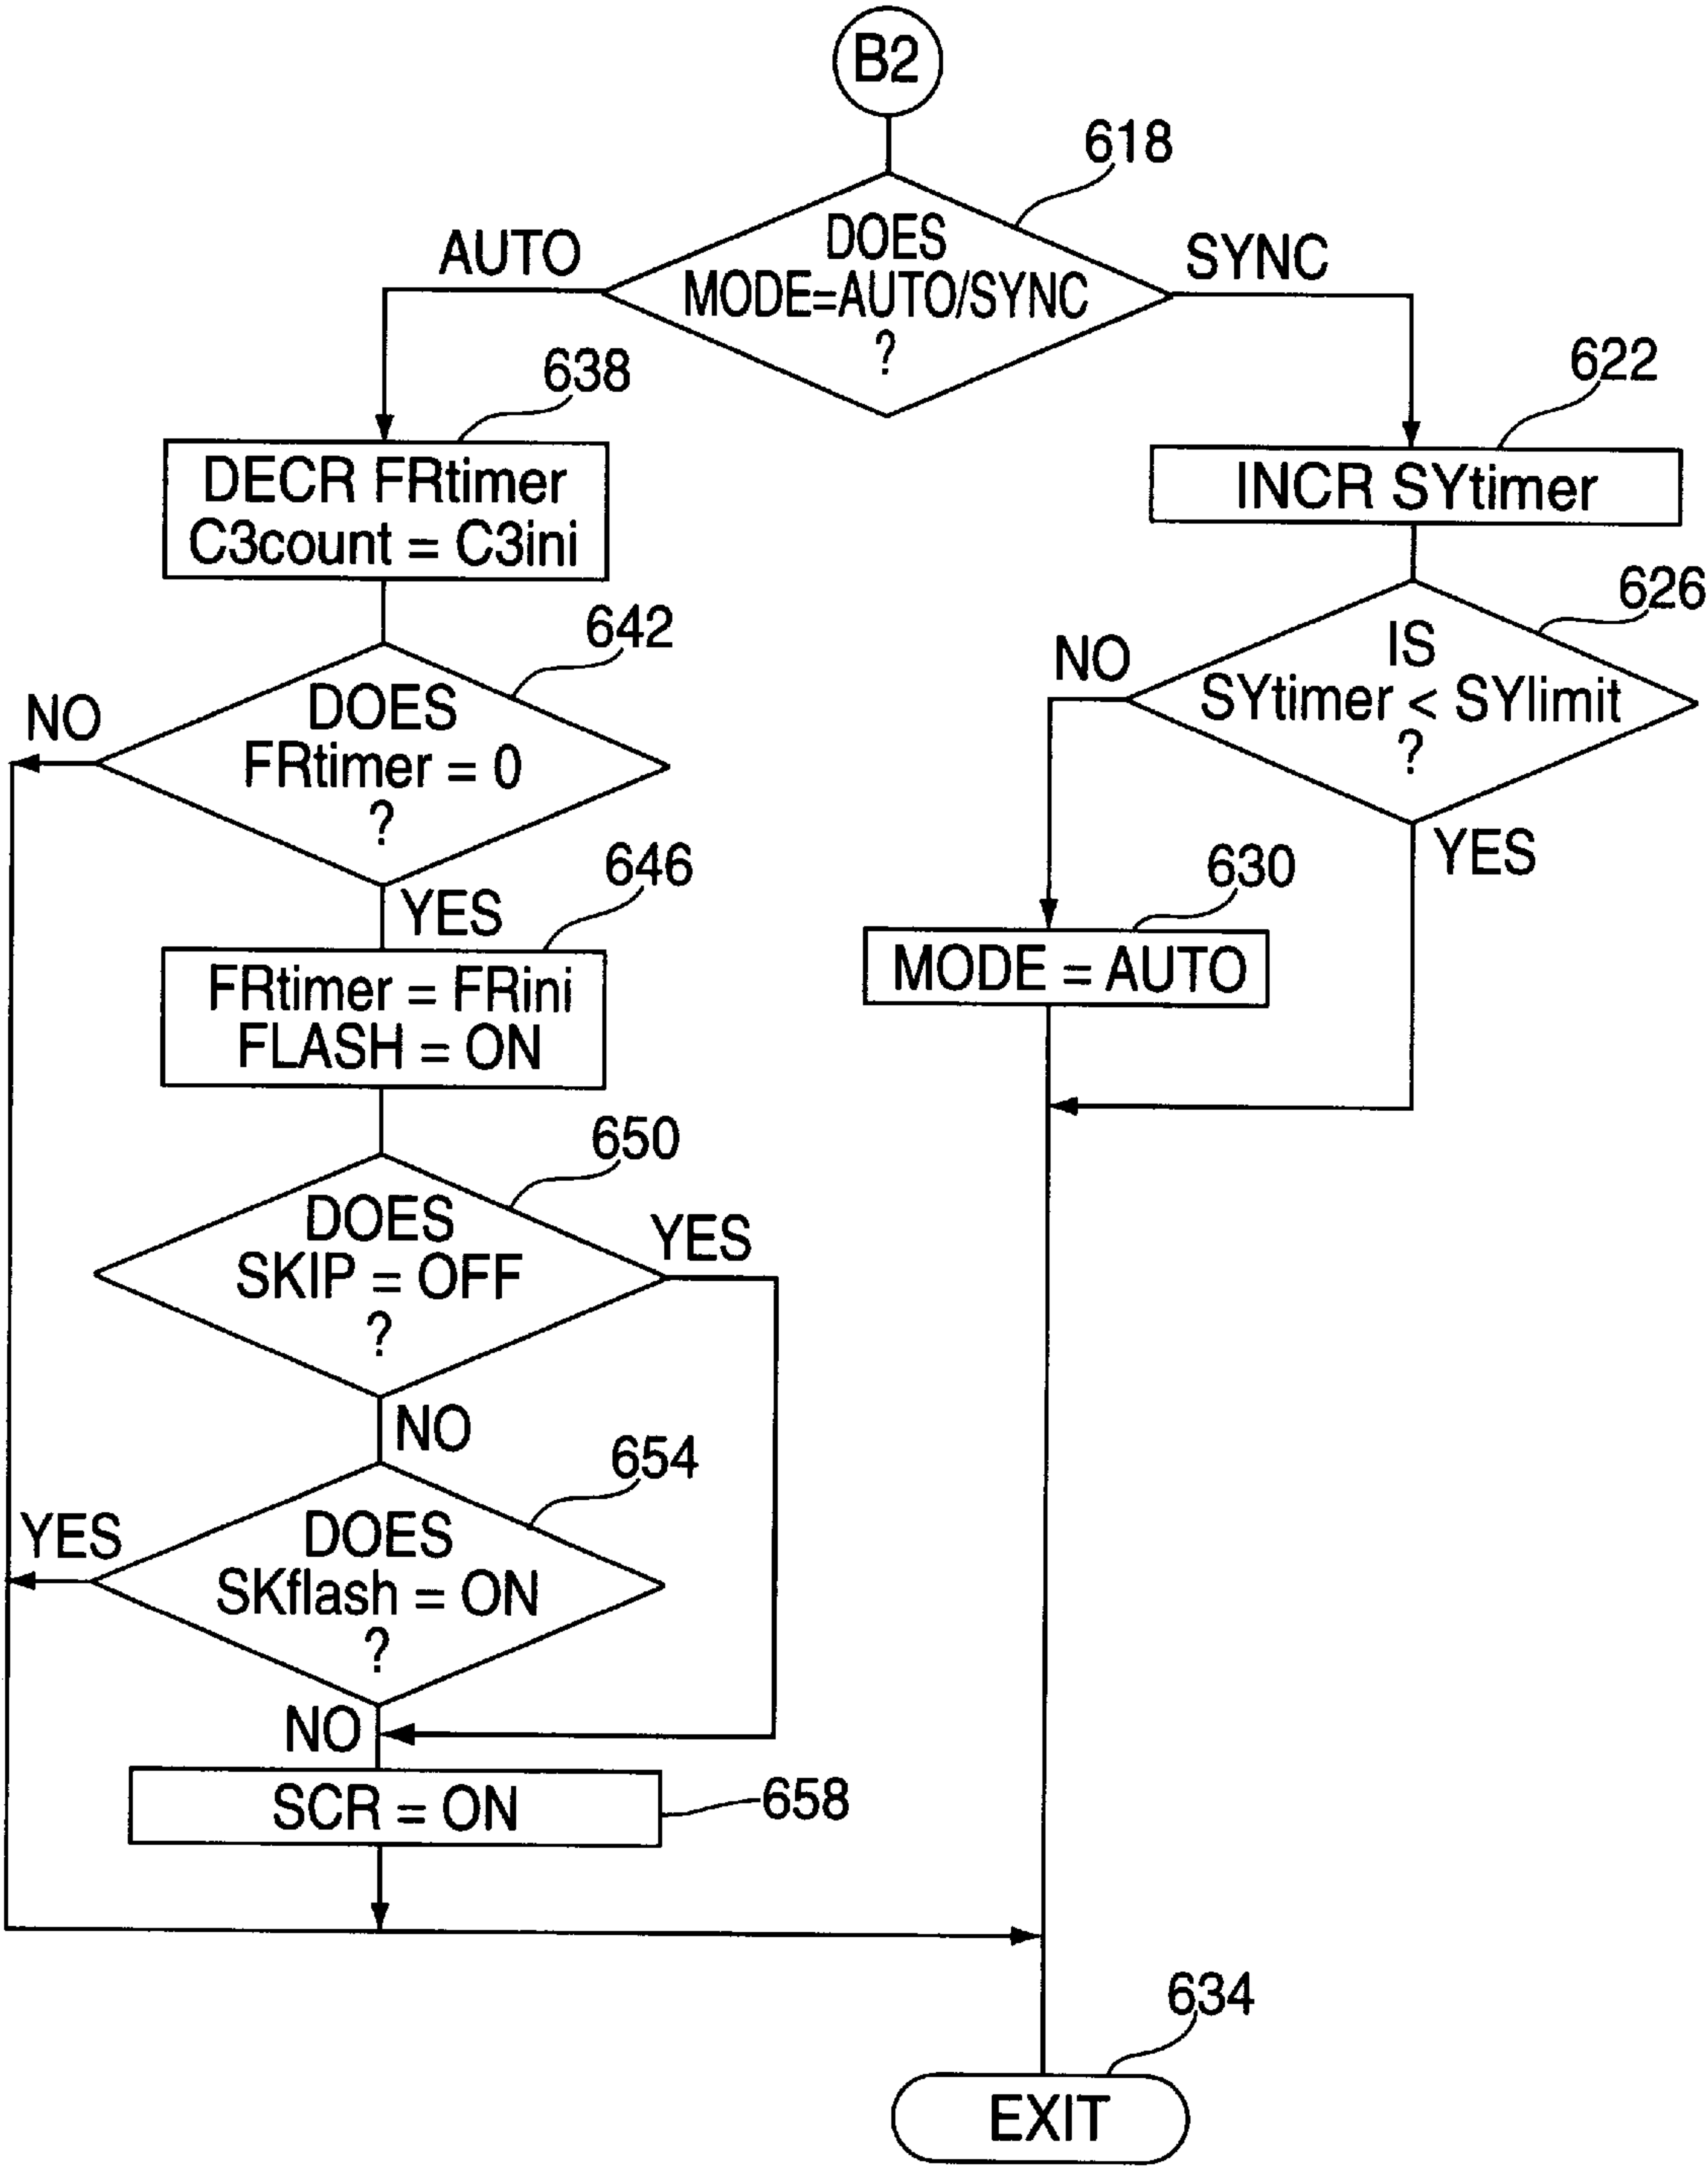 B2
618
DOES
MODE=AUTO/SYNC
?
AUTO
SYNC
638
DECR FRtimer
C3count = C3ini
622
INCR SYtimer
642
DOES
FRtimer = 0
?
NO
YES
626
IS
SYtimer < SYlimit
?
NO
YES
646
FRtimer = FRini
FLASH = ON
630
MODE = AUTO
650
DOES
SKIP = OFF
?
YES
NO
654
DOES
SKflash = ON
?
YES
NO
SCR = ON
658
634
EXIT